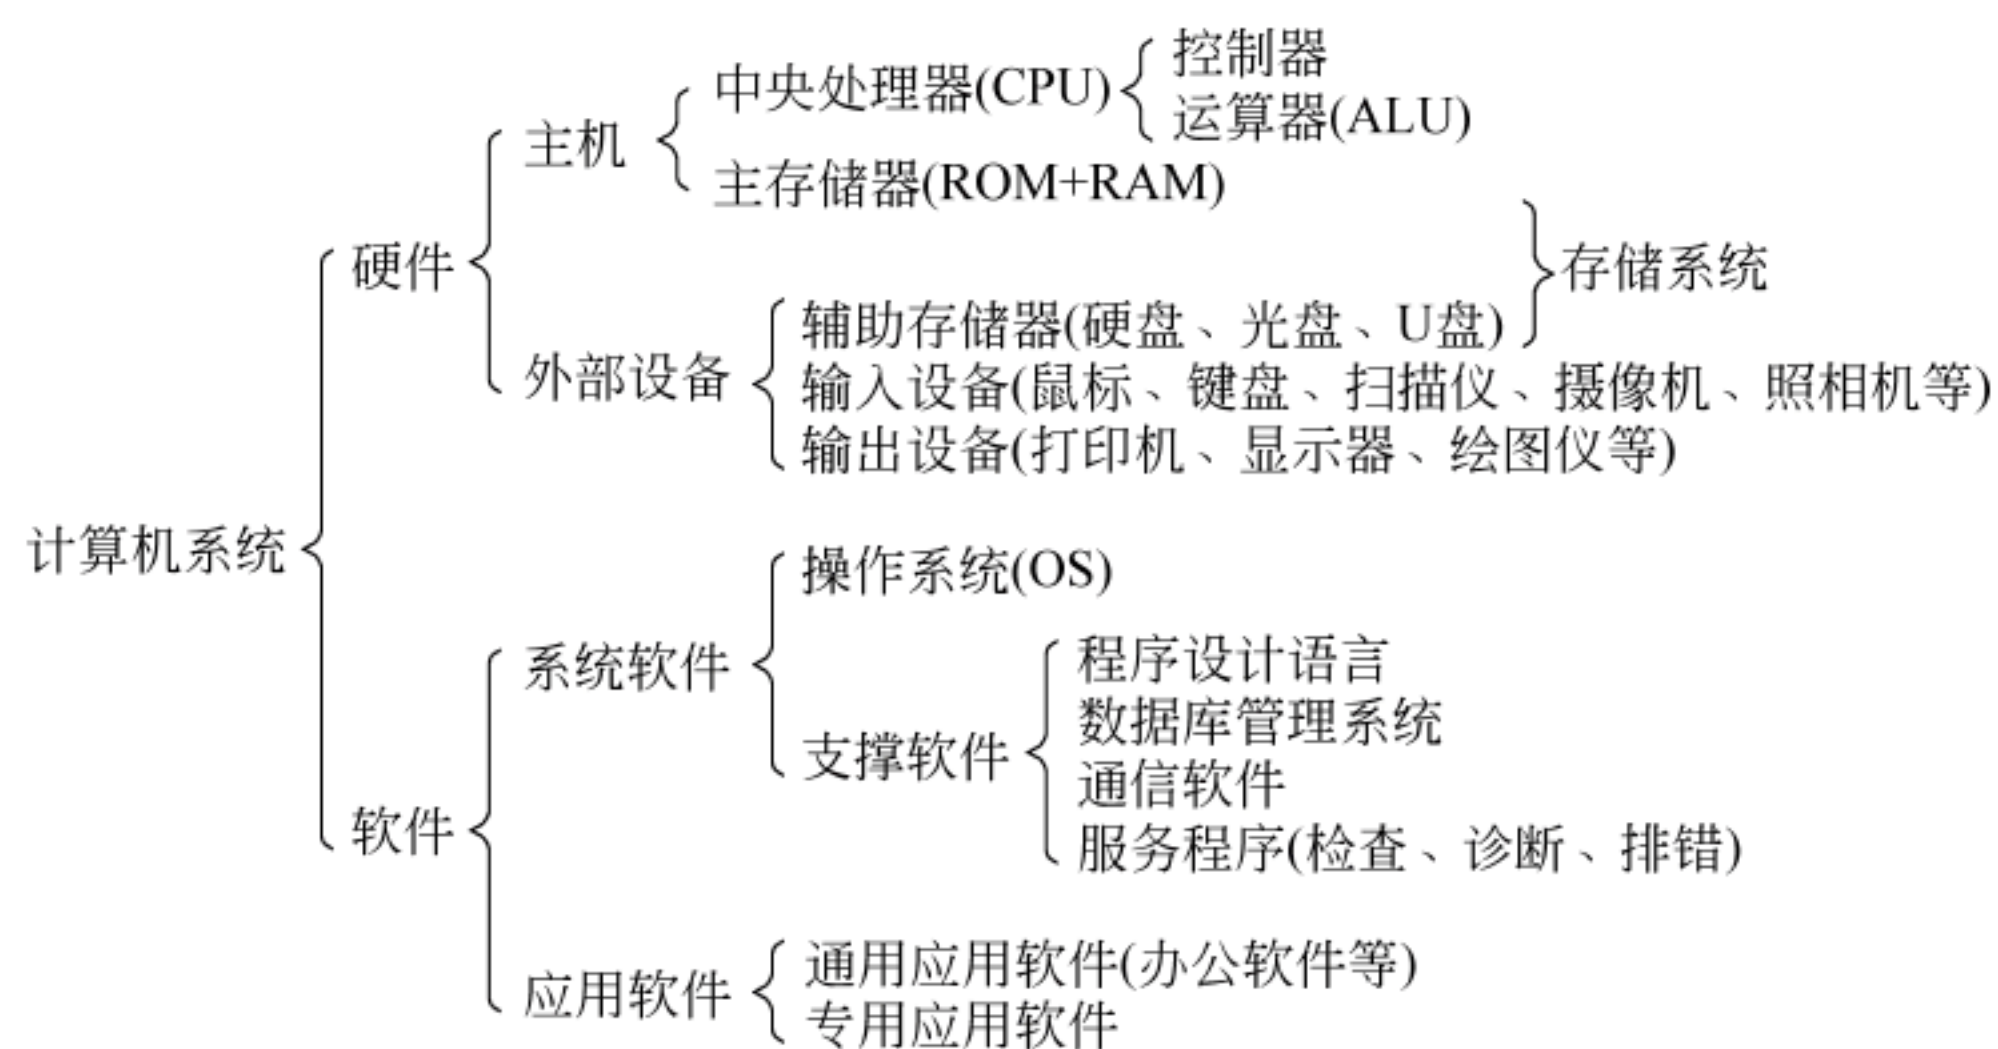 控制器
中央处理器(CPU)
运算器(ALU)
主机
主存储器(ROM+RAM)
硬件
存储系统
辅助存储器(硬盘、光盘、U盘)
外部设备
输入设备(鼠标、键盘、扫描仪、摄像机、照相机等)
输出设备(打印机、显示器、绘图仪等)
计算机系统
操作系统(OS)
系统软件
程序设计语言
数据库管理系统
支撑软件
通信软件
软件
服务程序(检查、诊断、排错)
通用应用软件(办公软件等)
应用软件
专用应用软件